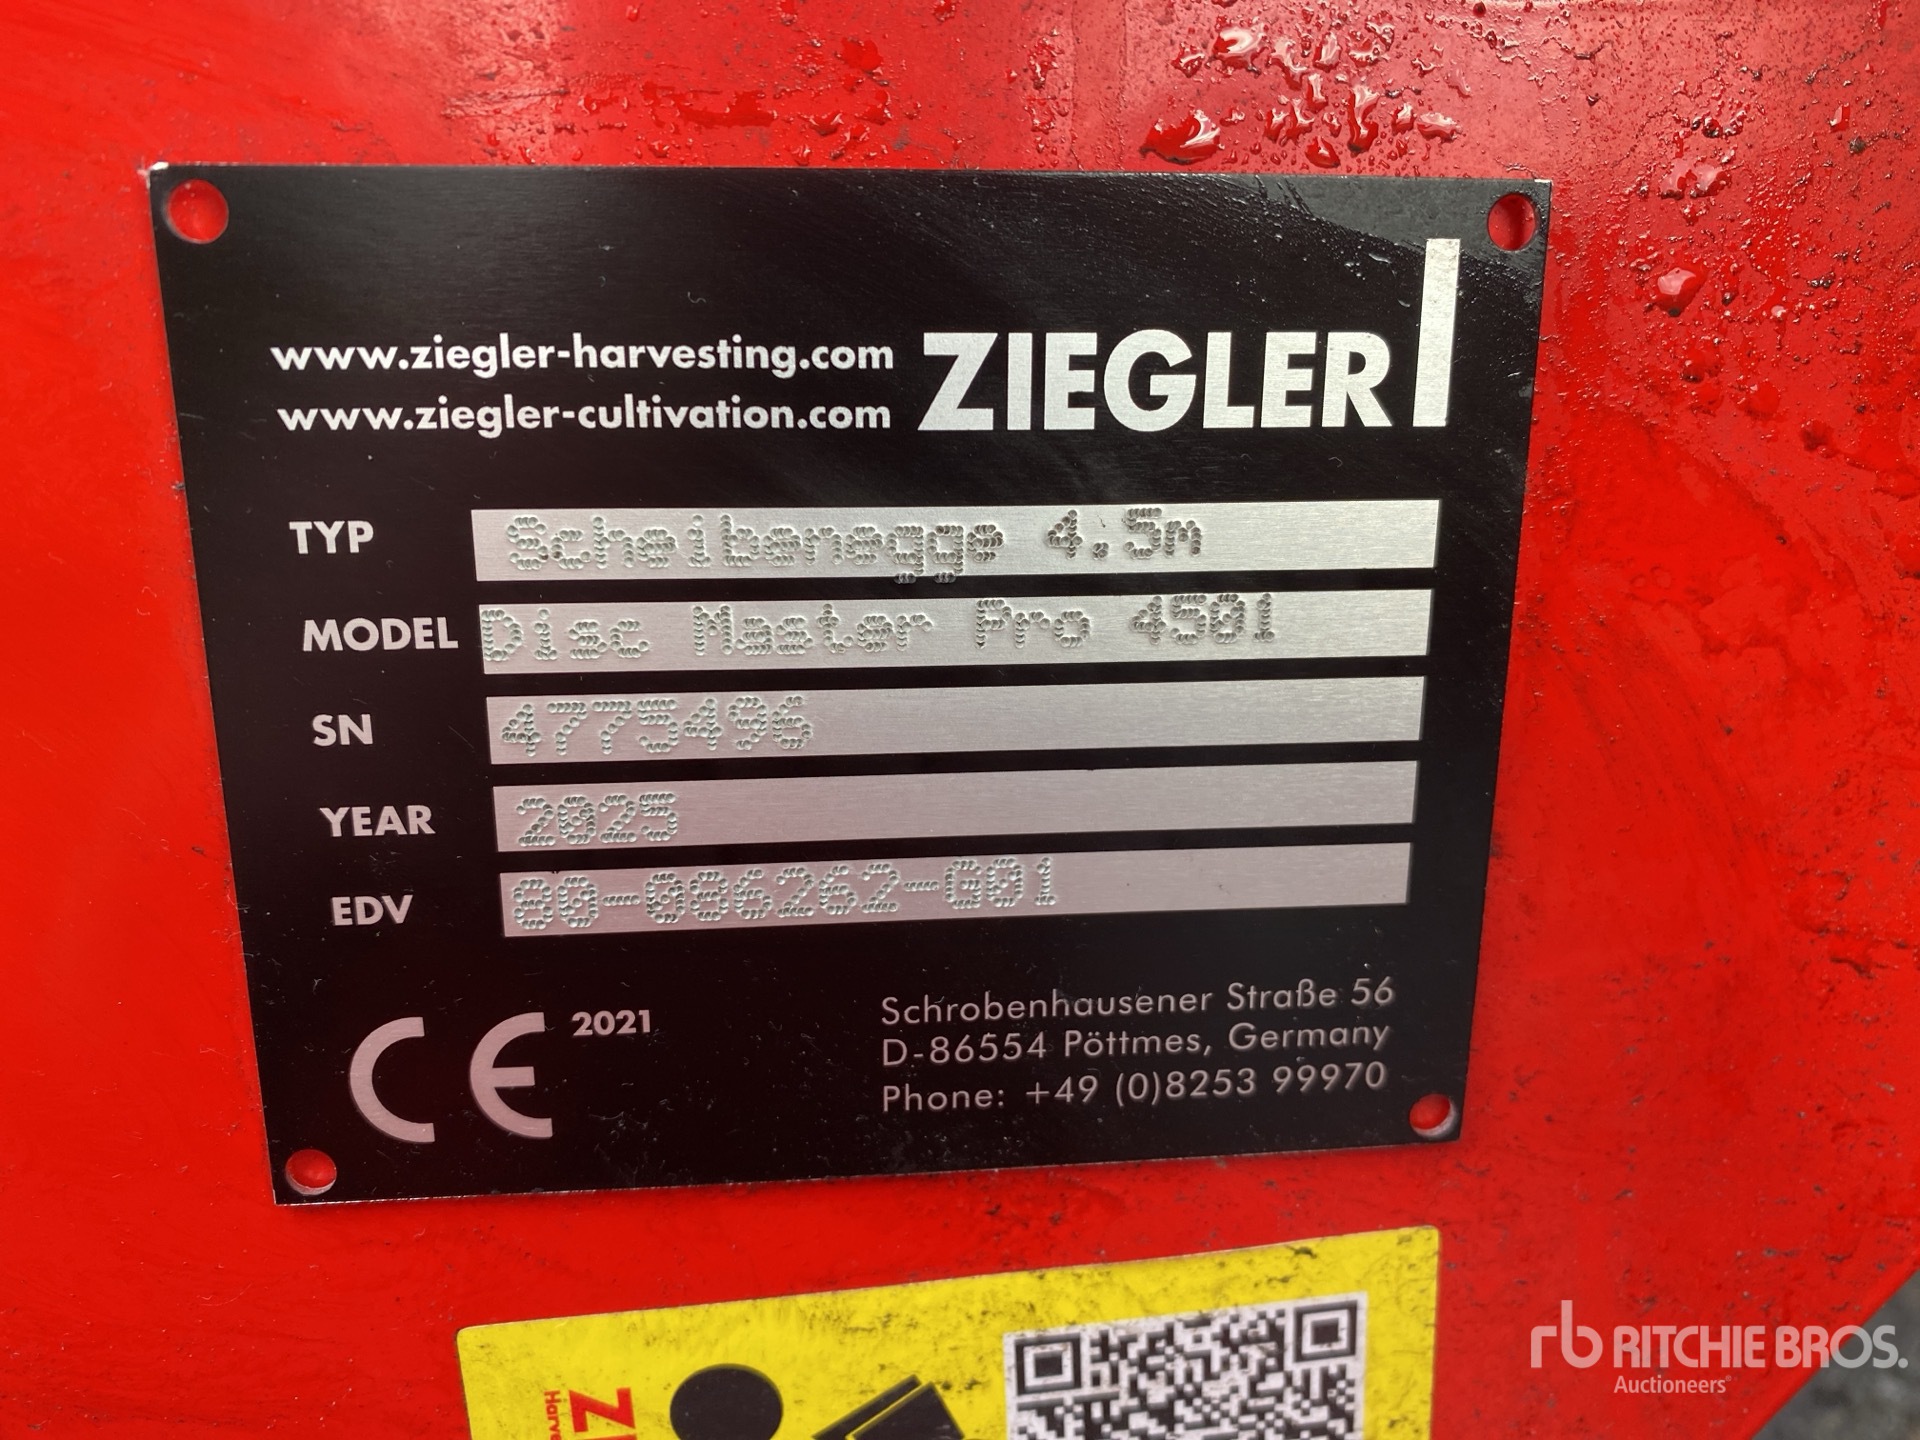 www.ziegler-harvesting.com
www.ziegler-cultivation.com
ZIEGLER
TYP Scheibenegge 4.5m
MODEL Disc Master Pro 4501
SN 4775496
YEAR 2025
EDV 80-086262-G01
CE 2021
Schrobenhausener Straße 56
D-86554 Pöttmes, Germany
Phone: +49 (0)8253 99970
rb RITCHIE BROS.
Auctioneers